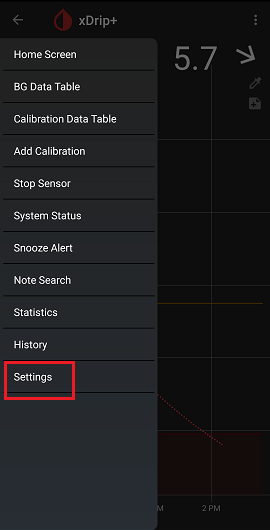 xDrip+
Home Screen
5.7
BG Data Table
Calibration Data Table
Add Calibration
Stop Sensor
System Status
Snooze Alert
Note Search
Statistics
History
Settings
M
2 PM